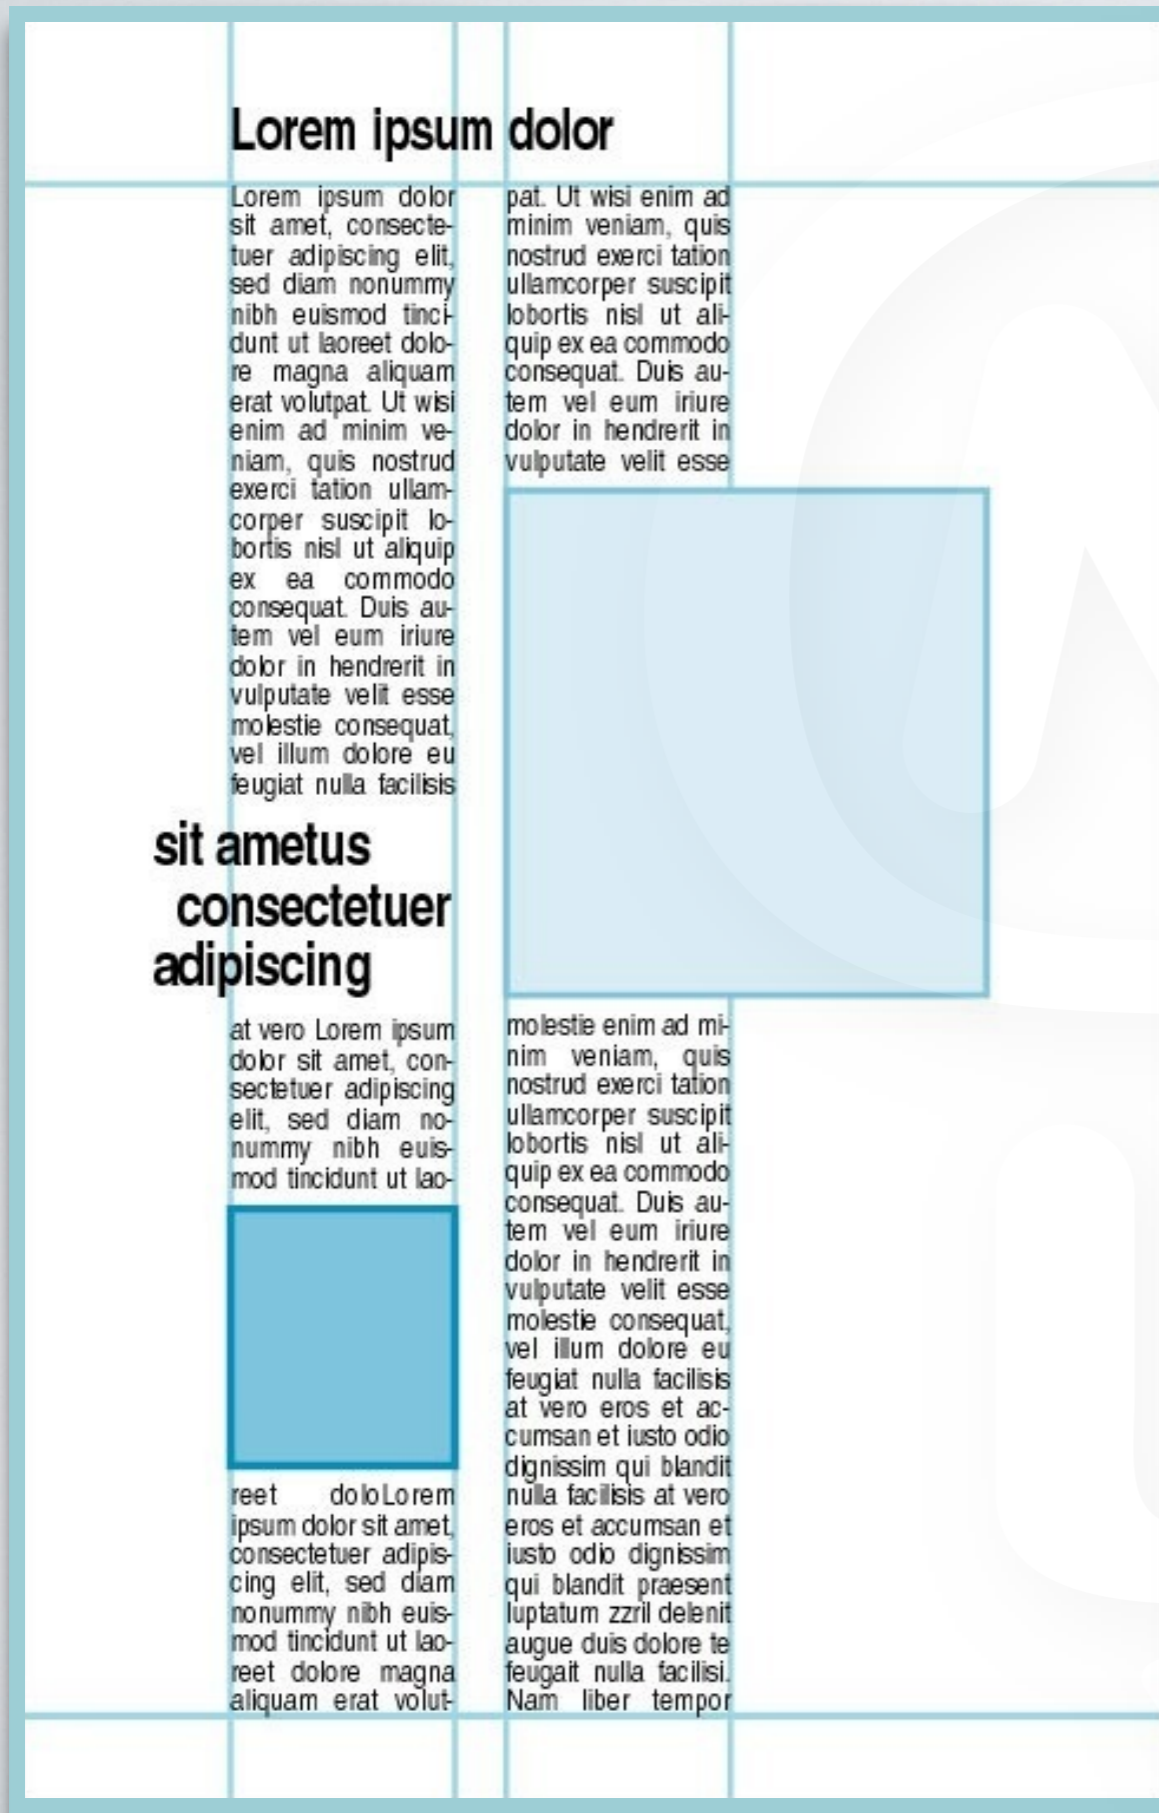 Lorem ipsum dolor
Lorem ipsum dolor
sit amet, consecte-
tuer adipiscing elit,
sed diam nonummy
nibh euismod tinci-
dunt ut laoreet dolo-
re magna aliquam
erat volutpat. Ut wisi
enim ad minim ve-
niam, quis nostrud
exerci tation ullam-
corper suscipit lo-
bortis nisl ut aliquip
ex ea commodo
consequat. Duis au-
tem vel eum iriure
dolor in hendrerit in
vulputate velit esse
molestie consequat,
vel illum dolore eu
feugiat nulla facilisis
sit ametus
consectetuer
adipiscing
at vero Lorem ipsum
dolor sit amet, con-
sectetuer adipiscing
elit, sed diam no-
nummy nibh euis-
mod tincidunt ut lao-
reet doloLorem
ipsum dolor sit amet,
consectetuer adipis-
cing elit, sed diam
nonummy nibh euis-
mod tincidunt ut lao-
reet dolore magna
aliquam erat volut-
pat. Ut wisi enim ad
minim veniam, quis
nostrud exerci tation
ullamcorper suscipit
lobortis nisl ut ali-
quip ex ea commodo
consequat. Duis au-
tem vel eum iriure
dolor in hendrerit in
vulputate velit esse
molestie enim ad mi-
nim veniam, quis
nostrud exerci tation
ullamcorper suscipit
lobortis nisl ut ali-
quip ex ea commodo
consequat. Duis au-
tem vel eum iriure
dolor in hendrerit in
vulputate velit esse
molestie consequat,
vel illum dolore eu
feugiat nulla facilisis
at vero eros et ac-
cumsan et iusto odio
dignissim qui blandit
nulla facilisis at vero
eros et accumsan et
iusto odio dignissim
qui blandit praesent
luptatum zzril delenit
augue duis dolore te
feugait nulla facilisi.
Nam liber tempor